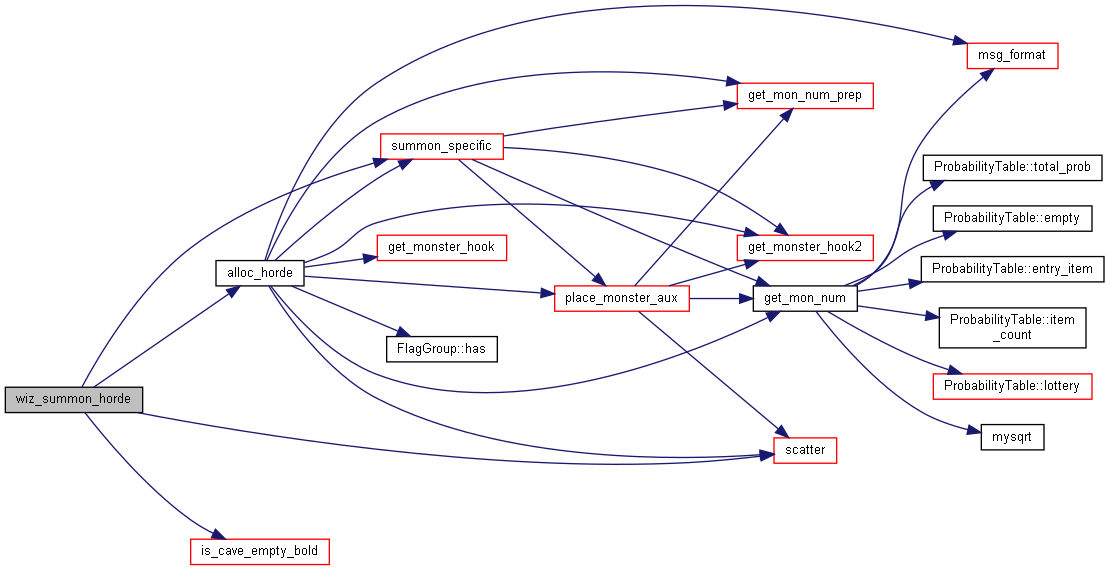 msg_format
get_mon_num_prep
summon_specific
ProbabilityTable::total_prob
ProbabilityTable::empty
get_monster_hook
get_monster_hook2
alloc_horde
ProbabilityTable::entry_item
place_monster_aux
get_mon_num
ProbabilityTable::item
_count
FlagGroup::has
ProbabilityTable::lottery
wiz_summon_horde
mysqrt
scatter
is_cave_empty_bold